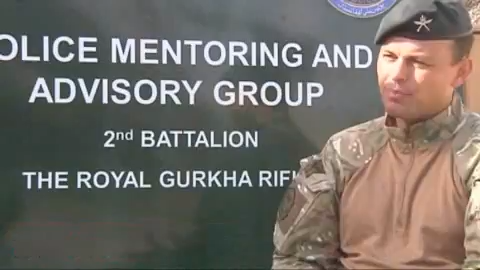 OLICE MENTORING AND
ADVISORY GROUP
2nd BATTALION
THE ROYAL GURKHA RIF